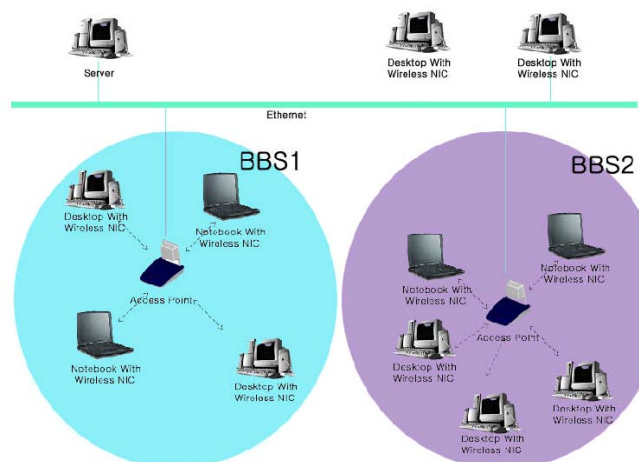 Server
Desktop With
Wireless NIC
Desktop With
Wireless NIC
Ethernet
BBS1
Desktop With
Wireless NIC
Notebook With
Wireless NIC
Access Point
Notebook With
Wireless NIC
Desktop With
Wireless NIC
BBS2
Notebook With
Wireless NIC
Notebook With
Wireless NIC
Access Point
Desktop With
Wireless NIC
Desktop With
Wireless NIC
Desktop With
Wireless NIC